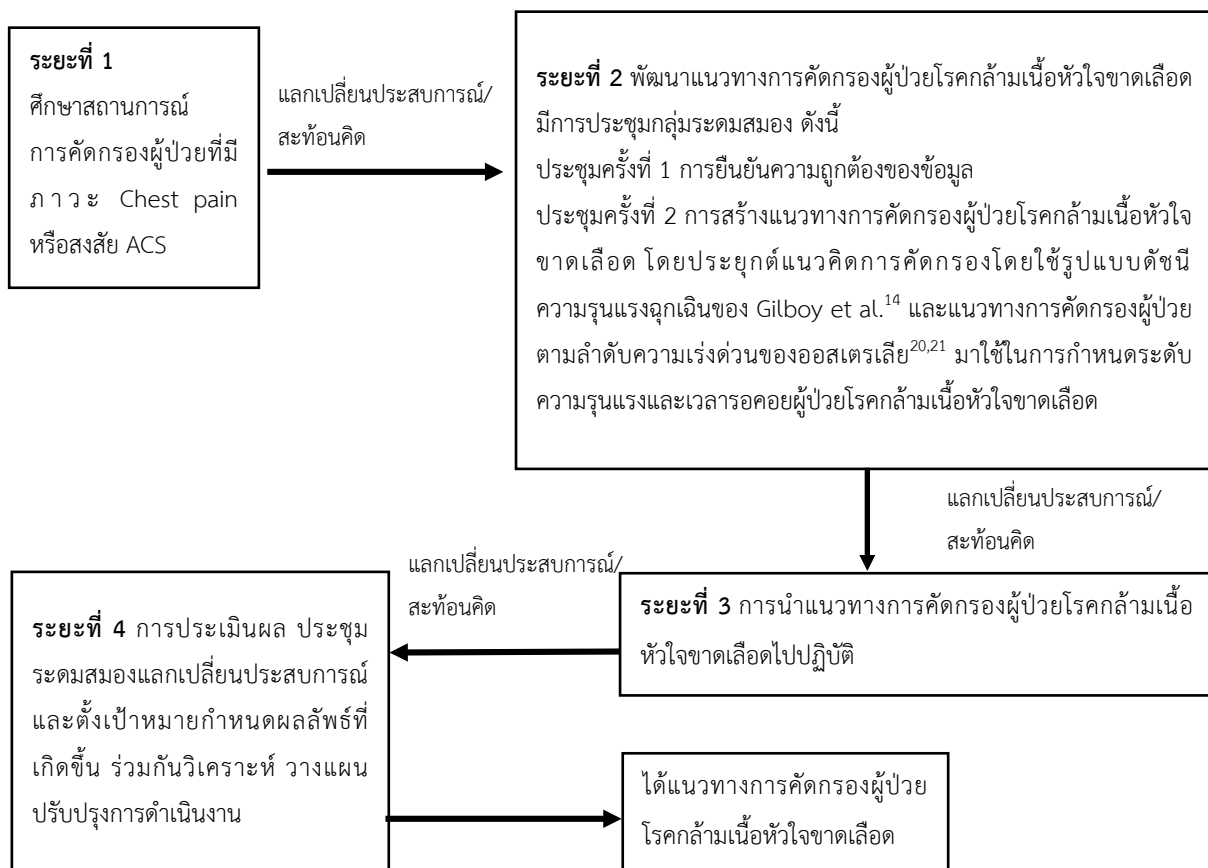 ระยะที่ 1
ศึกษาสถานการณ์
การคัดกรองผู้ป่วยที่มี
ภาวะ Chest pain
หรือสงสัย ACS
แลกเปลี่ยนประสบการณ์/
สะท้อนคิด
ระยะที่ 2 พัฒนาแนวทางการคัดกรองผู้ป่วยโรคกล้ามเนื้อหัวใจขาดเลือด
มีการประชุมกลุ่มระดมสมอง ดังนี้
ประชุมครั้งที่ 1 การยืนยันความถูกต้องของข้อมูล
ประชุมครั้งที่ 2 การสร้างแนวทางการคัดกรองผู้ป่วยโรคกล้ามเนื้อหัวใจ
ขาดเลือด โดยประยุกต์แนวคิดการคัดกรองโดยใช้รูปแบบดัชนี
ความรุนแรงฉุกเฉินของ Gilboy et al.14 และแนวทางการคัดกรองผู้ป่วย
ตามลำดับความเร่งด่วนของออสเตรเลีย20,21 มาใช้ในการกำหนดระดับ
ความรุนแรงและเวลารอคอยผู้ป่วยโรคกล้ามเนื้อหัวใจขาดเลือด
แลกเปลี่ยนประสบการณ์/
สะท้อนคิด
ระยะที่ 3 การนำแนวทางการคัดกรองผู้ป่วยโรคกล้ามเนื้อ
หัวใจขาดเลือดไปปฏิบัติ
แลกเปลี่ยนประสบการณ์/
สะท้อนคิด
ระยะที่ 4 การประเมินผล ประชุม
ระดมสมองแลกเปลี่ยนประสบการณ์
และตั้งเป้าหมายกำหนดผลลัพธ์ที่
เกิดขึ้น ร่วมกันวิเคราะห์ วางแผน
ปรับปรุงการดำเนินงาน
ได้แนวทางการคัดกรองผู้ป่วย
โรคกล้ามเนื้อหัวใจขาดเลือด